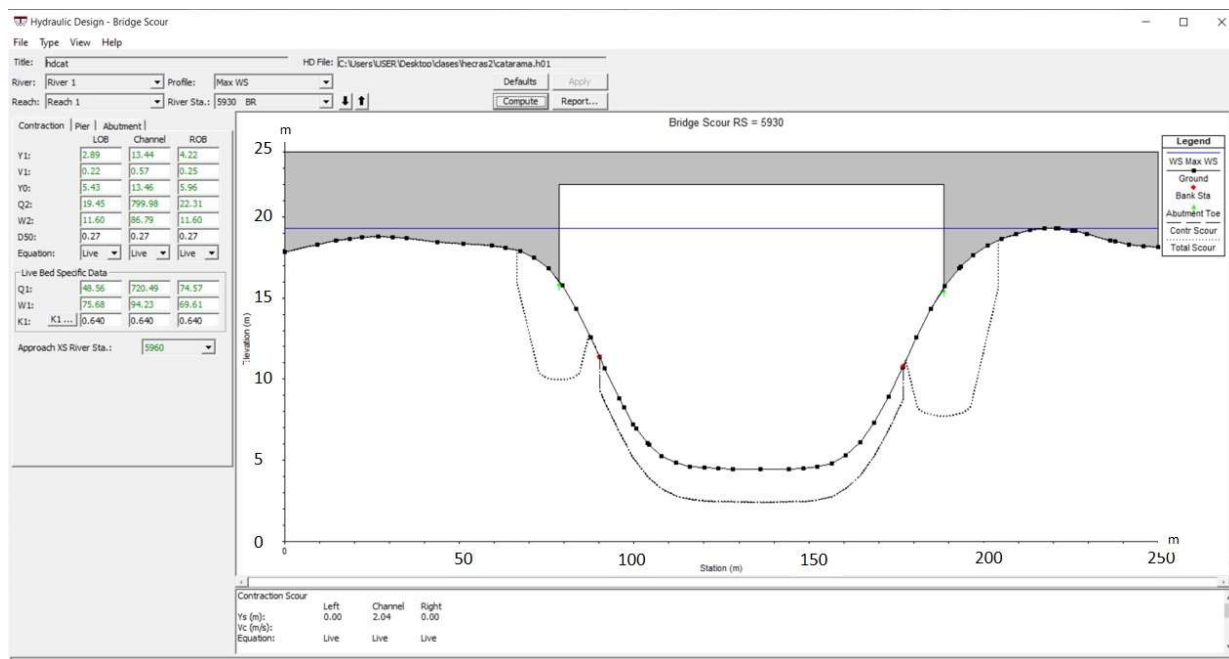 Hydraulic Design - Bridge Scour
File Type View Help
Title: hdcat HD File: C:\Users\USER\Desktop\clases\hecras2\catarama.h01
River: River 1 Profile: Max WS Defaults Apply
Reach: Reach 1 River Sta.: 5930 BR Compute Report...
Contraction Pier Abutment
LOB Channel ROB
Y1: 2.89 13.44 4.22
V1: 0.22 0.57 0.25
Y0: 5.43 13.46 5.96
Q2: 19.45 799.98 22.31
W2: 11.60 86.79 11.60
D50: 0.27 0.27 0.27
Equation: Live Live Live
Live Bed Specific Data
Q1: 48.56 720.49 74.57
W1: 75.68 94.23 69.61
K1: K1 ... 0.640 0.640 0.640
Approach XS River Sta.: 5960
Bridge Scour RS = 5930
m
25
20
15
10
5
0
Elevation (m)
0 50 100 150 200 250
m
Station (m)
Legend
WS Max WS
Ground
Bank Sta
Abutment Toe
Contr Scour
Total Scour
Contraction Scour
Left Channel Right
Ys (m): 0.00 2.04 0.00
Vc (m/s):
Equation: Live Live Live